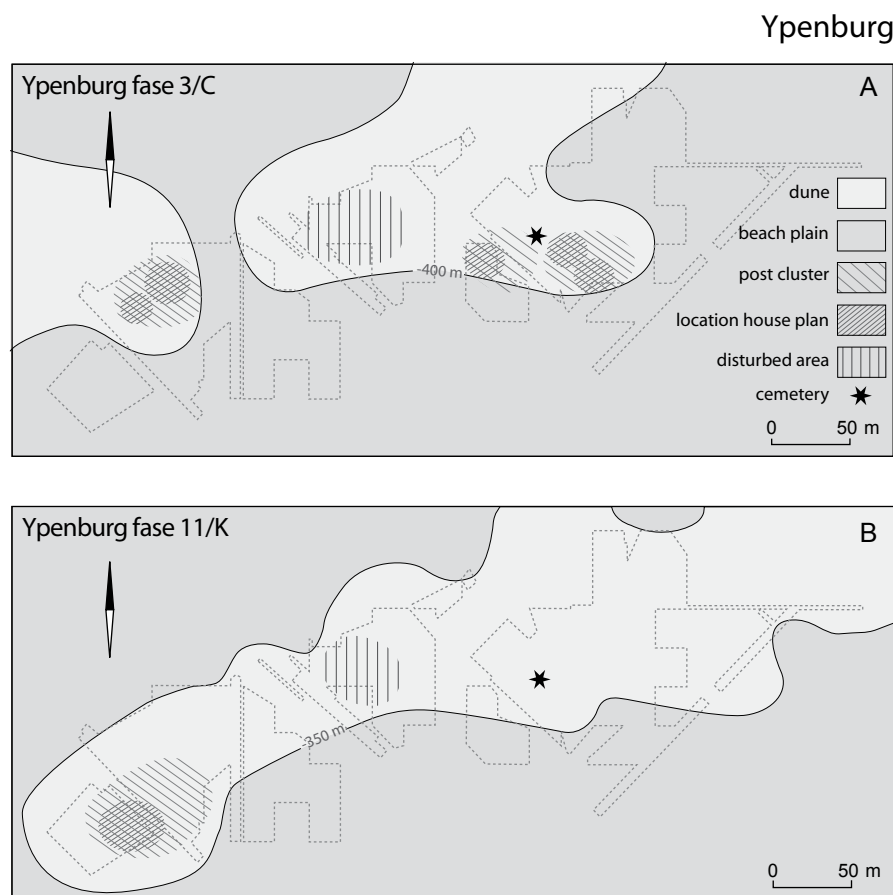 Ypenburg
Ypenburg fase 3/C
A
dune
beach plain
post cluster
location house plan
disturbed area
cemetery
-400 m
0 50 m
Ypenburg fase 11/K
B
-350 m
0 50 m